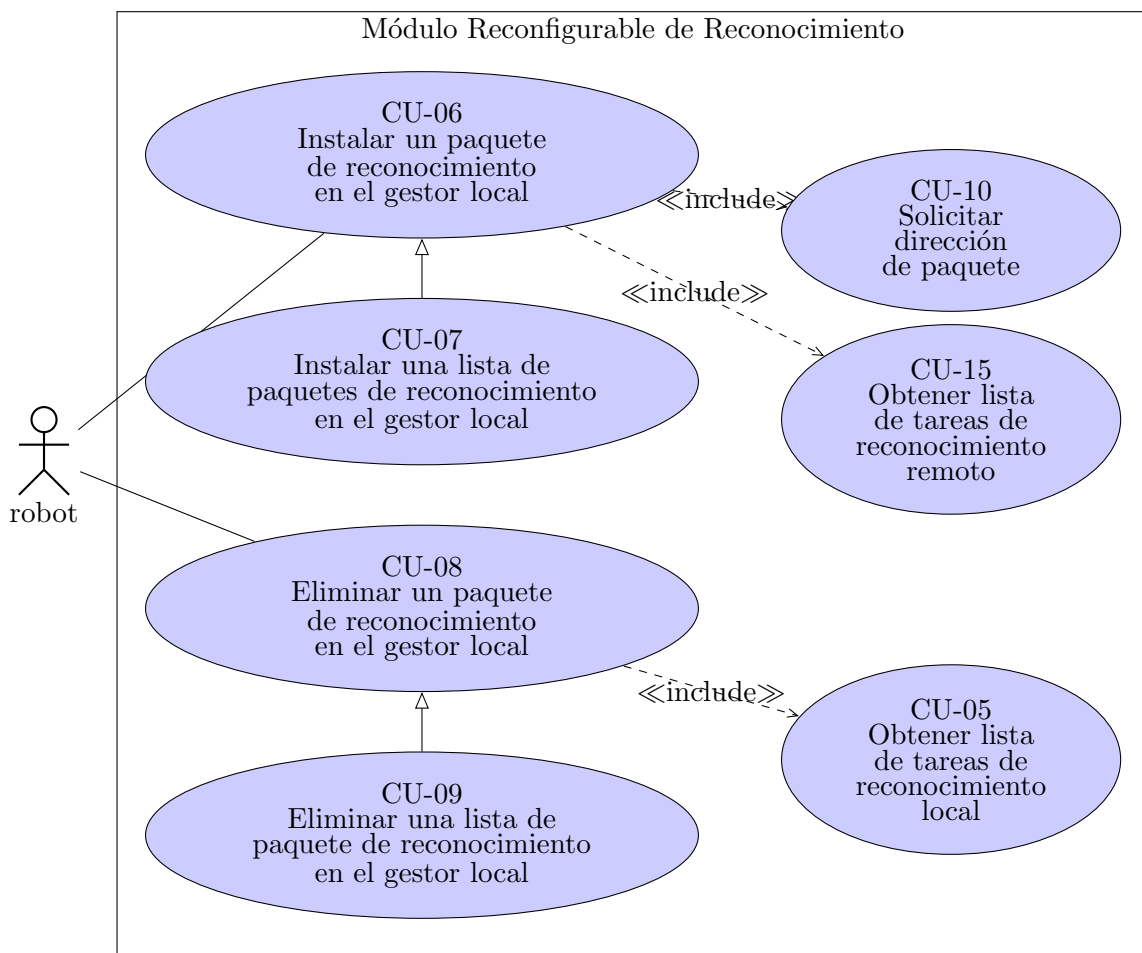 Módulo Reconfigurable de Reconocimiento
CU-06
Instalar un paquete
de reconocimiento
en el gestor local
≪include≫
CU-10
Solicitar
dirección
de paquete
≪include≫
CU-07
Instalar una lista de
paquetes de reconocimiento
en el gestor local
CU-15
Obtener lista
de tareas de
reconocimiento
remoto
robot
CU-08
Eliminar un paquete
de reconocimiento
en el gestor local
≪include≫
CU-05
Obtener lista
de tareas de
reconocimiento
local
CU-09
Eliminar una lista de
paquete de reconocimiento
en el gestor local